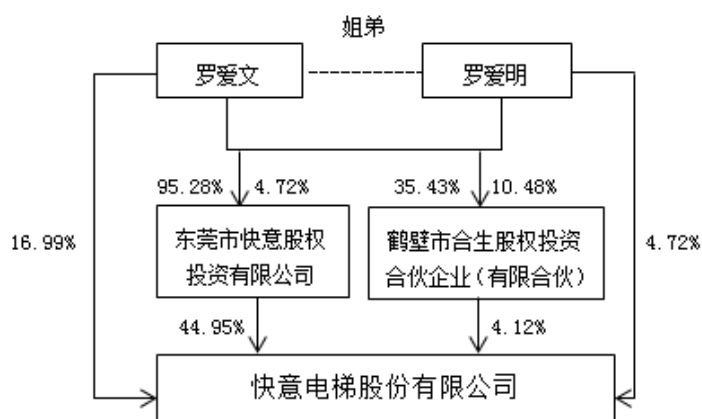 姐弟
罗爱文
罗爱明
95.28%
4.72%
35.43%
10.48%
16.99%
东莞市快意股权
投资有限公司
鹤壁市合生股权投资
合伙企业(有限合伙)
4.72%
44.95%
4.12%
快意电梯股份有限公司